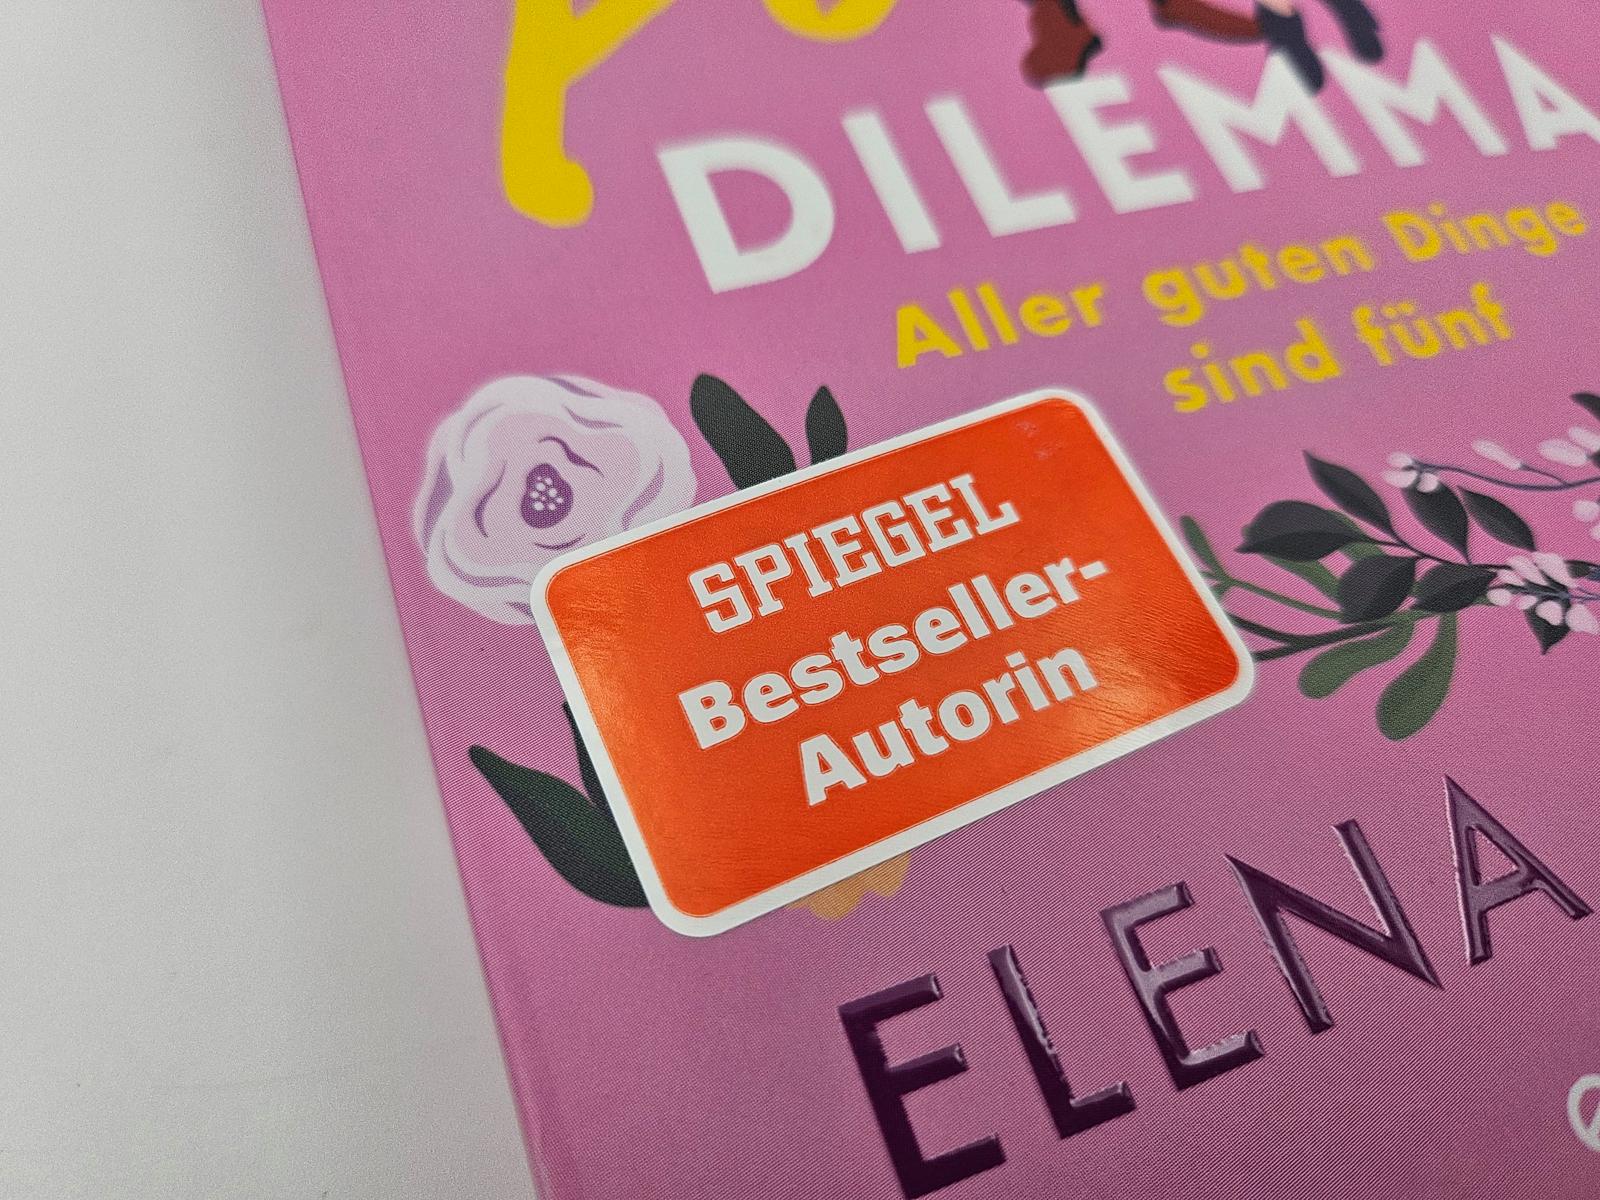 DILEMMA
Aller guten Dinge
sind fünf
SPIEGEL
Bestseller-
Autorin
ELENA